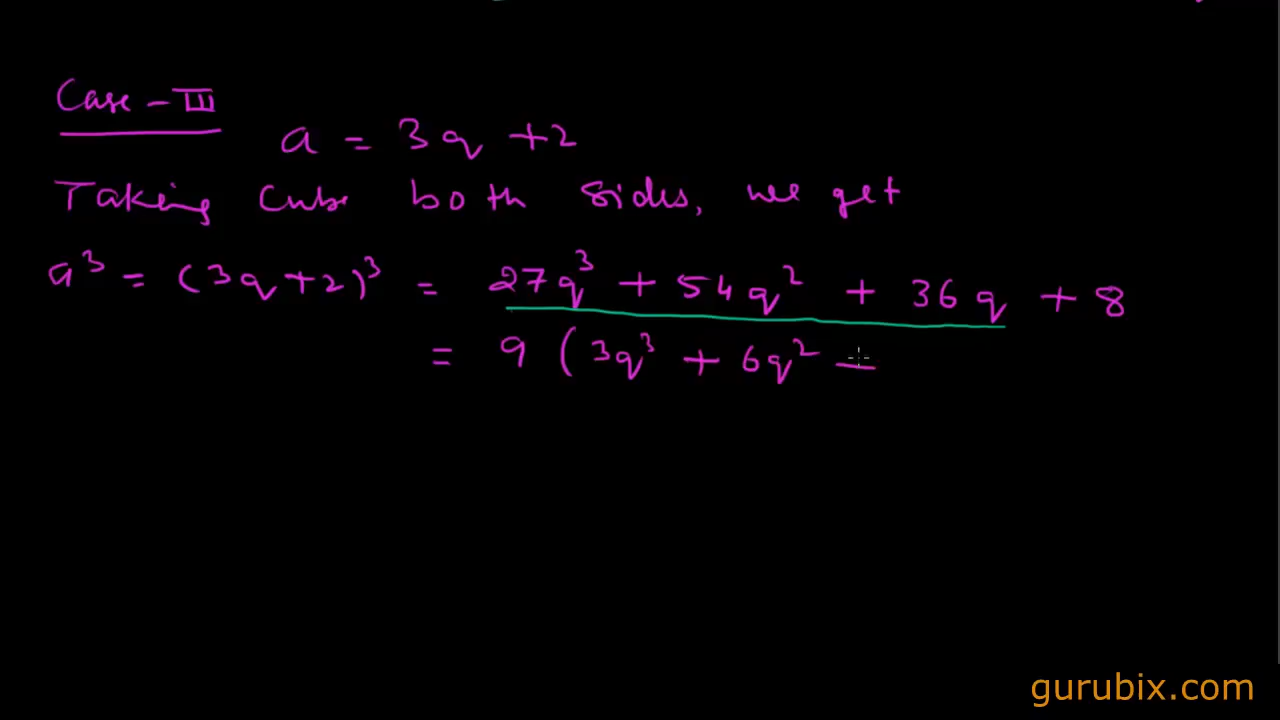 Case - III
a = 3q + 2
Taking Cube both sides, we get
a³ = (3q+2)³ = 27q³ + 54q² + 36q + 8
= 9 (3q³ + 6q² +
gurubix.com